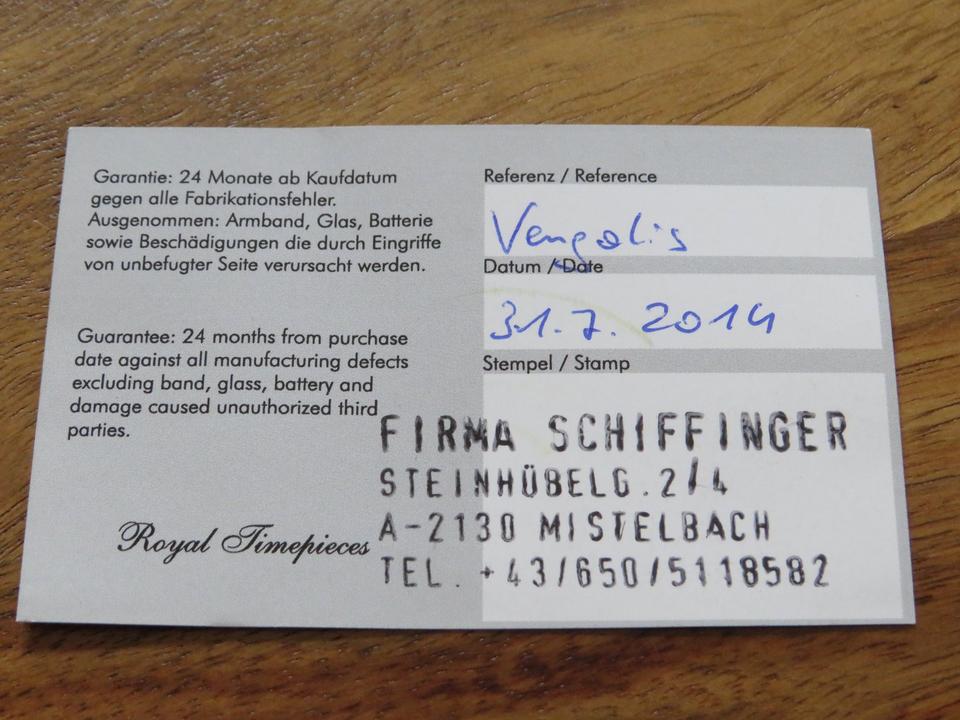 Garantie: 24 Monate ab Kaufdatum
gegen alle Fabrikationsfehler.
Ausgenommen: Armband, Glas, Batterie
sowie Beschädigungen die durch Eingriffe
von unbefugter Seite verursacht werden.
Guarantee: 24 months from purchase
date against all manufacturing defects
excluding band, glass, battery and
damage caused unauthorized third
parties.
Royal Timepieces
Referenz / Reference
Vengalis
Datum / Date
31.7.2014
Stempel / Stamp
FIRMA SCHIFFINGER
STEINHÜBELG.2/4
A-2130 MISTELBACH
TEL. +43/650/5118582